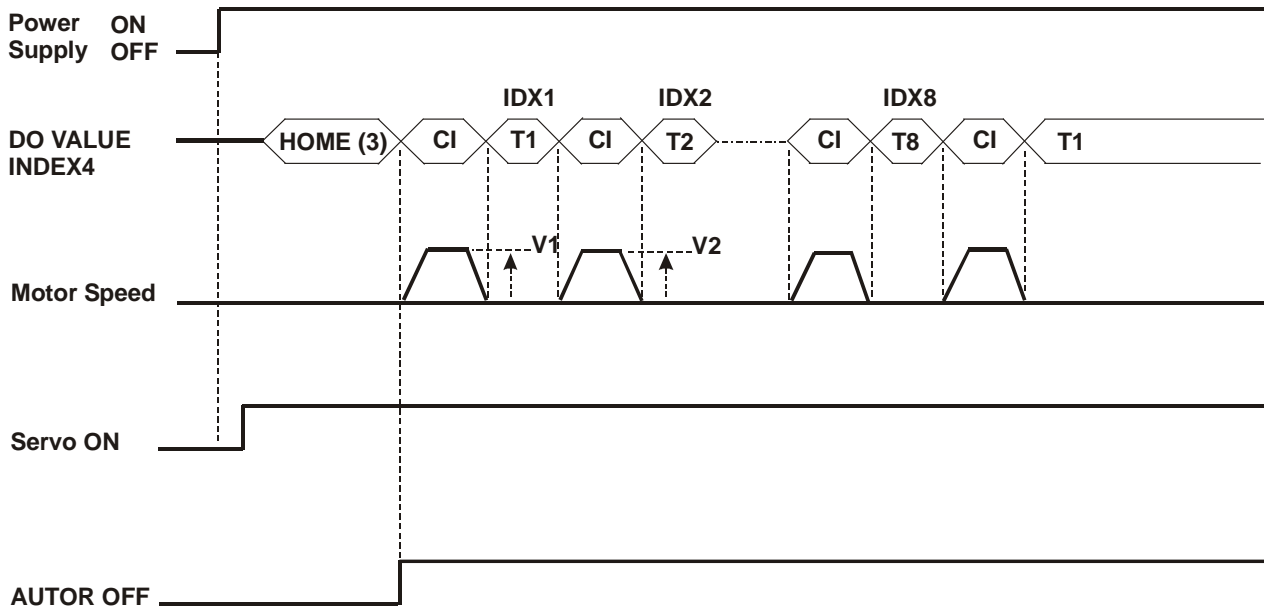 Power ON
Supply OFF
IDX1 IDX2 IDX8
DO VALUE HOME (3) CI T1 CI T2 CI T8 CI T1
INDEX4
V1 V2
Motor Speed
Servo ON
AUTOR OFF